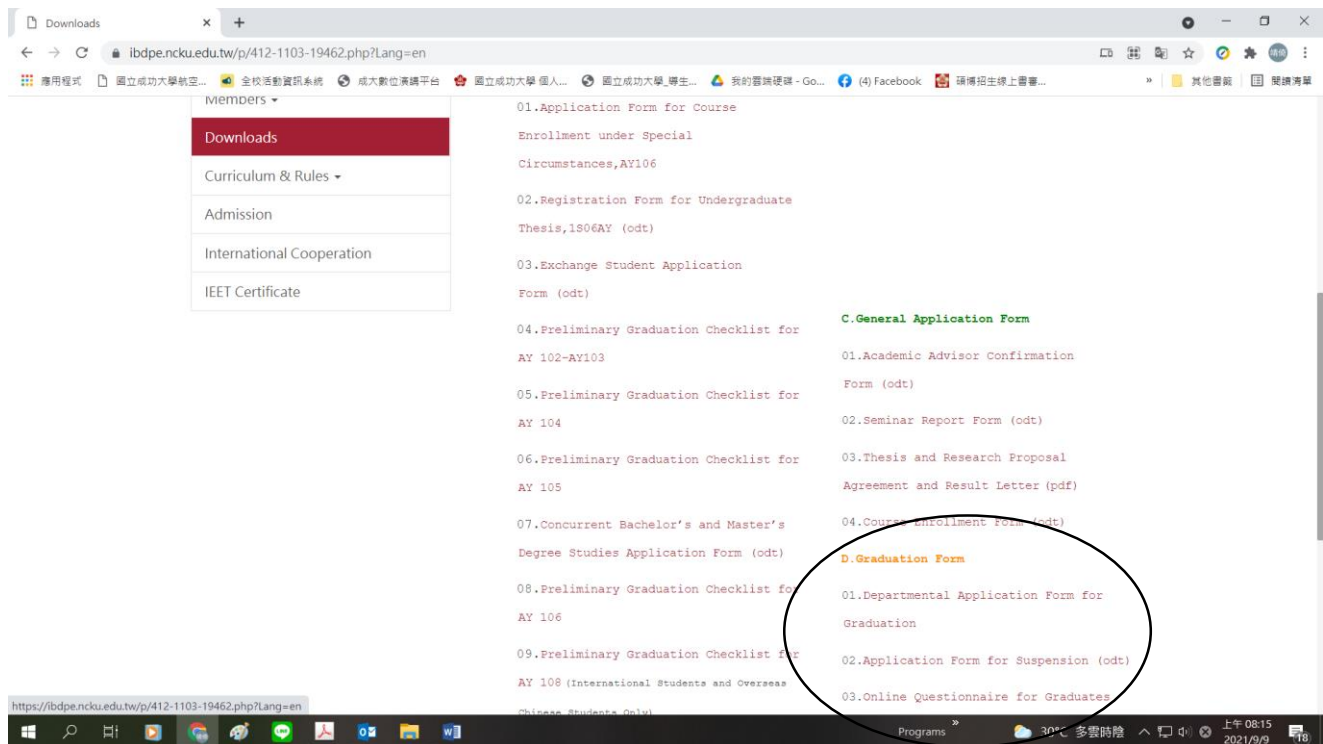 Downloads
ibdpe.ncku.edu.tw/p/412-1103-19462.php?Lang=en
應用程式
國立成功大學航空...
全校活動資訊系統
成大數位演講平台
國立成功大學 個人...
國立成功大學_導生...
我的雲端硬碟 - Go...
(4) Facebook
碩博招生線上書審...
»
其他書籤
閱讀清單
Members
Downloads
Curriculum & Rules
Admission
International Cooperation
IEET Certificate
01.Application Form for Course
Enrollment under Special
Circumstances,AY106
02.Registration Form for Undergraduate
Thesis,1S06AY (odt)
03.Exchange Student Application
Form (odt)
04.Preliminary Graduation Checklist for
AY 102-AY103
05.Preliminary Graduation Checklist for
AY 104
06.Preliminary Graduation Checklist for
AY 105
07.Concurrent Bachelor's and Master's
Degree Studies Application Form (odt)
08.Preliminary Graduation Checklist for
AY 106
09.Preliminary Graduation Checklist for
AY 108 (International Students and Overseas
Chinese Students Only)
C.General Application Form
01.Academic Advisor Confirmation
Form (odt)
02.Seminar Report Form (odt)
03.Thesis and Research Proposal
Agreement and Result Letter (pdf)
04.Course Enrollment Form (odt)
D.Graduation Form
01.Departmental Application Form for
Graduation
02.Application Form for Suspension (odt)
03.Online Questionnaire for Graduates
https://ibdpe.ncku.edu.tw/p/412-1103-19462.php?Lang=en
Programs
»
30°C 多雲時陰
上午 08:15
2021/9/9
18